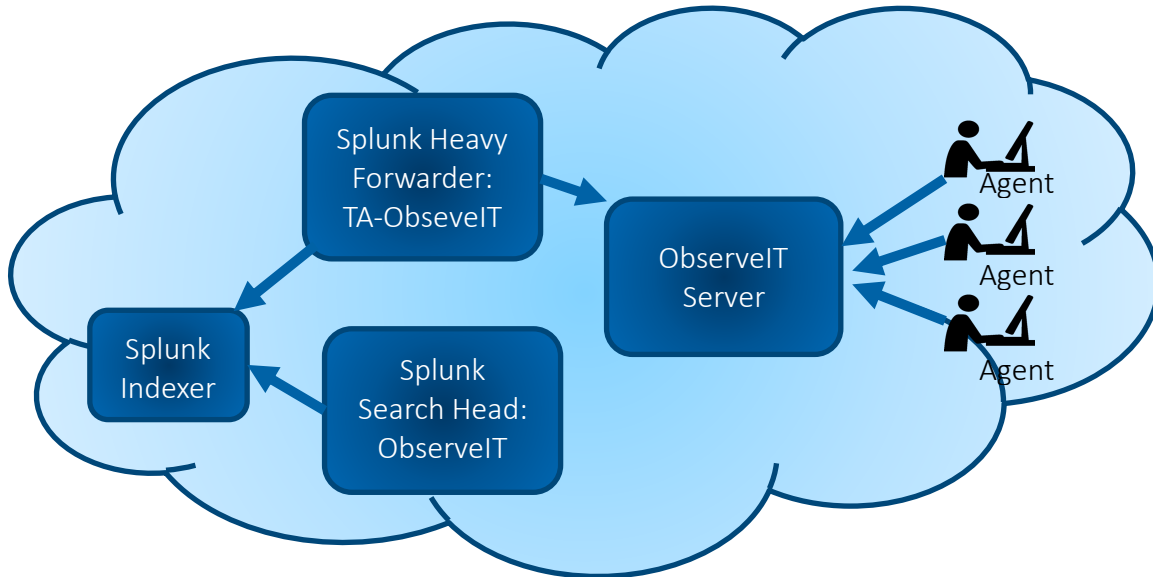 Splunk Heavy
Forwarder:
TA-ObseveIT
ObserveIT
Server
Agent
Agent
Agent
Splunk
Indexer
Splunk
Search Head:
ObserveIT